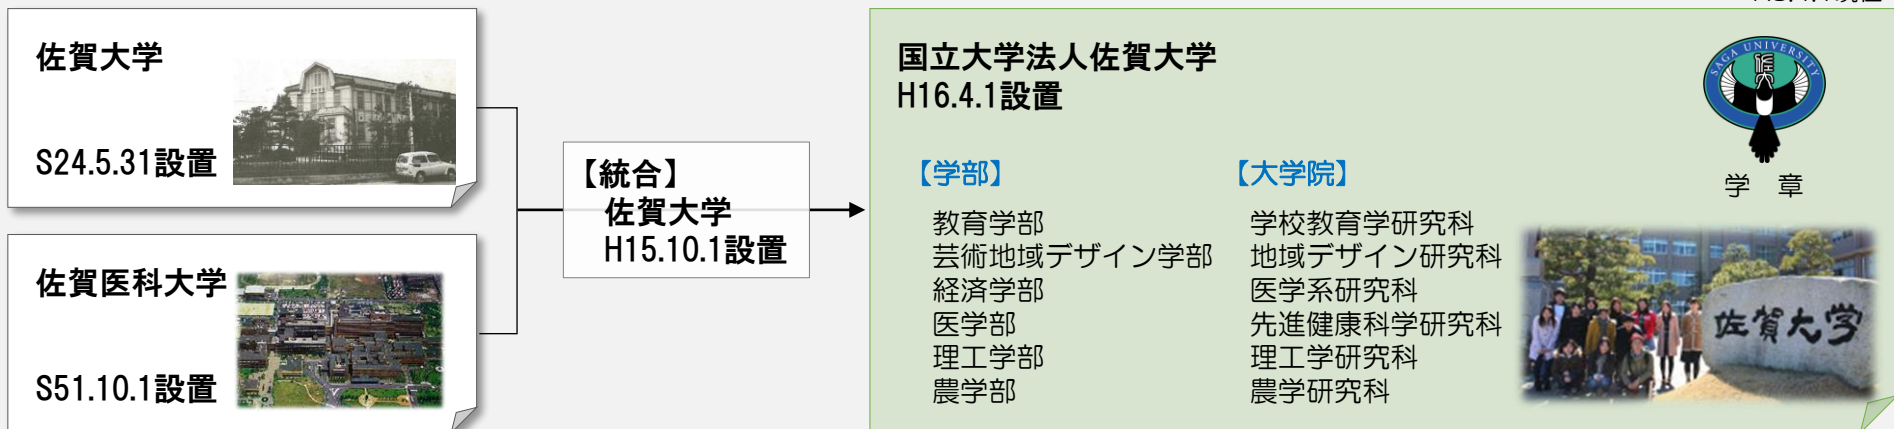 佐賀大学
S24.5.31設置
佐賀医科大学
S51.10.1設置
【統合】
佐賀大学
H15.10.1設置
国立大学法人佐賀大学
H16.4.1設置
【学部】
教育学部
芸術地域デザイン学部
経済学部
医学部
理工学部
農学部
【大学院】
学校教育学研究科
地域デザイン研究科
医学系研究科
先進健康科学研究科
理工学研究科
農学研究科
SAGA UNIVERSITY
佐大
学 章
佐賀大学